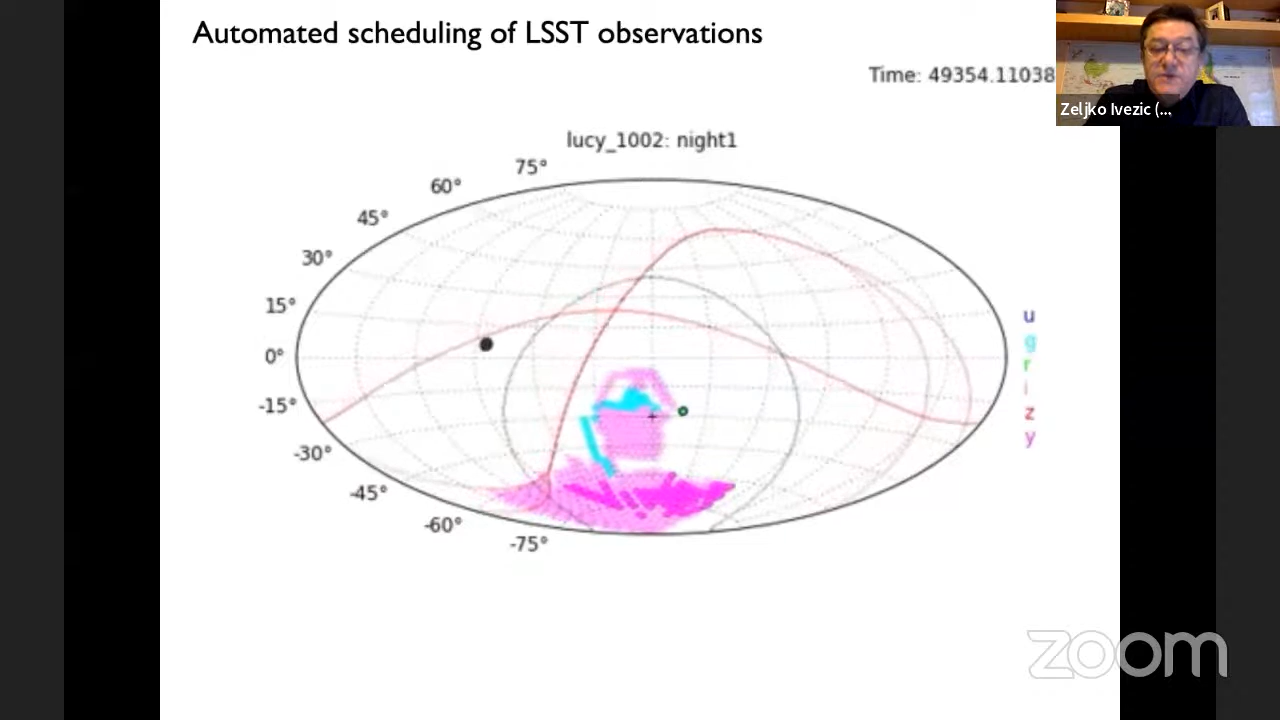 Automated scheduling of LSST observations
Time: 49354.11038
Zeljko Ivezic (...
lucy_1002: night1
75°
60°
45°
30°
15°
0°
-15°
-30°
-45°
-60°
-75°
u
g
r
i
z
y
zoom